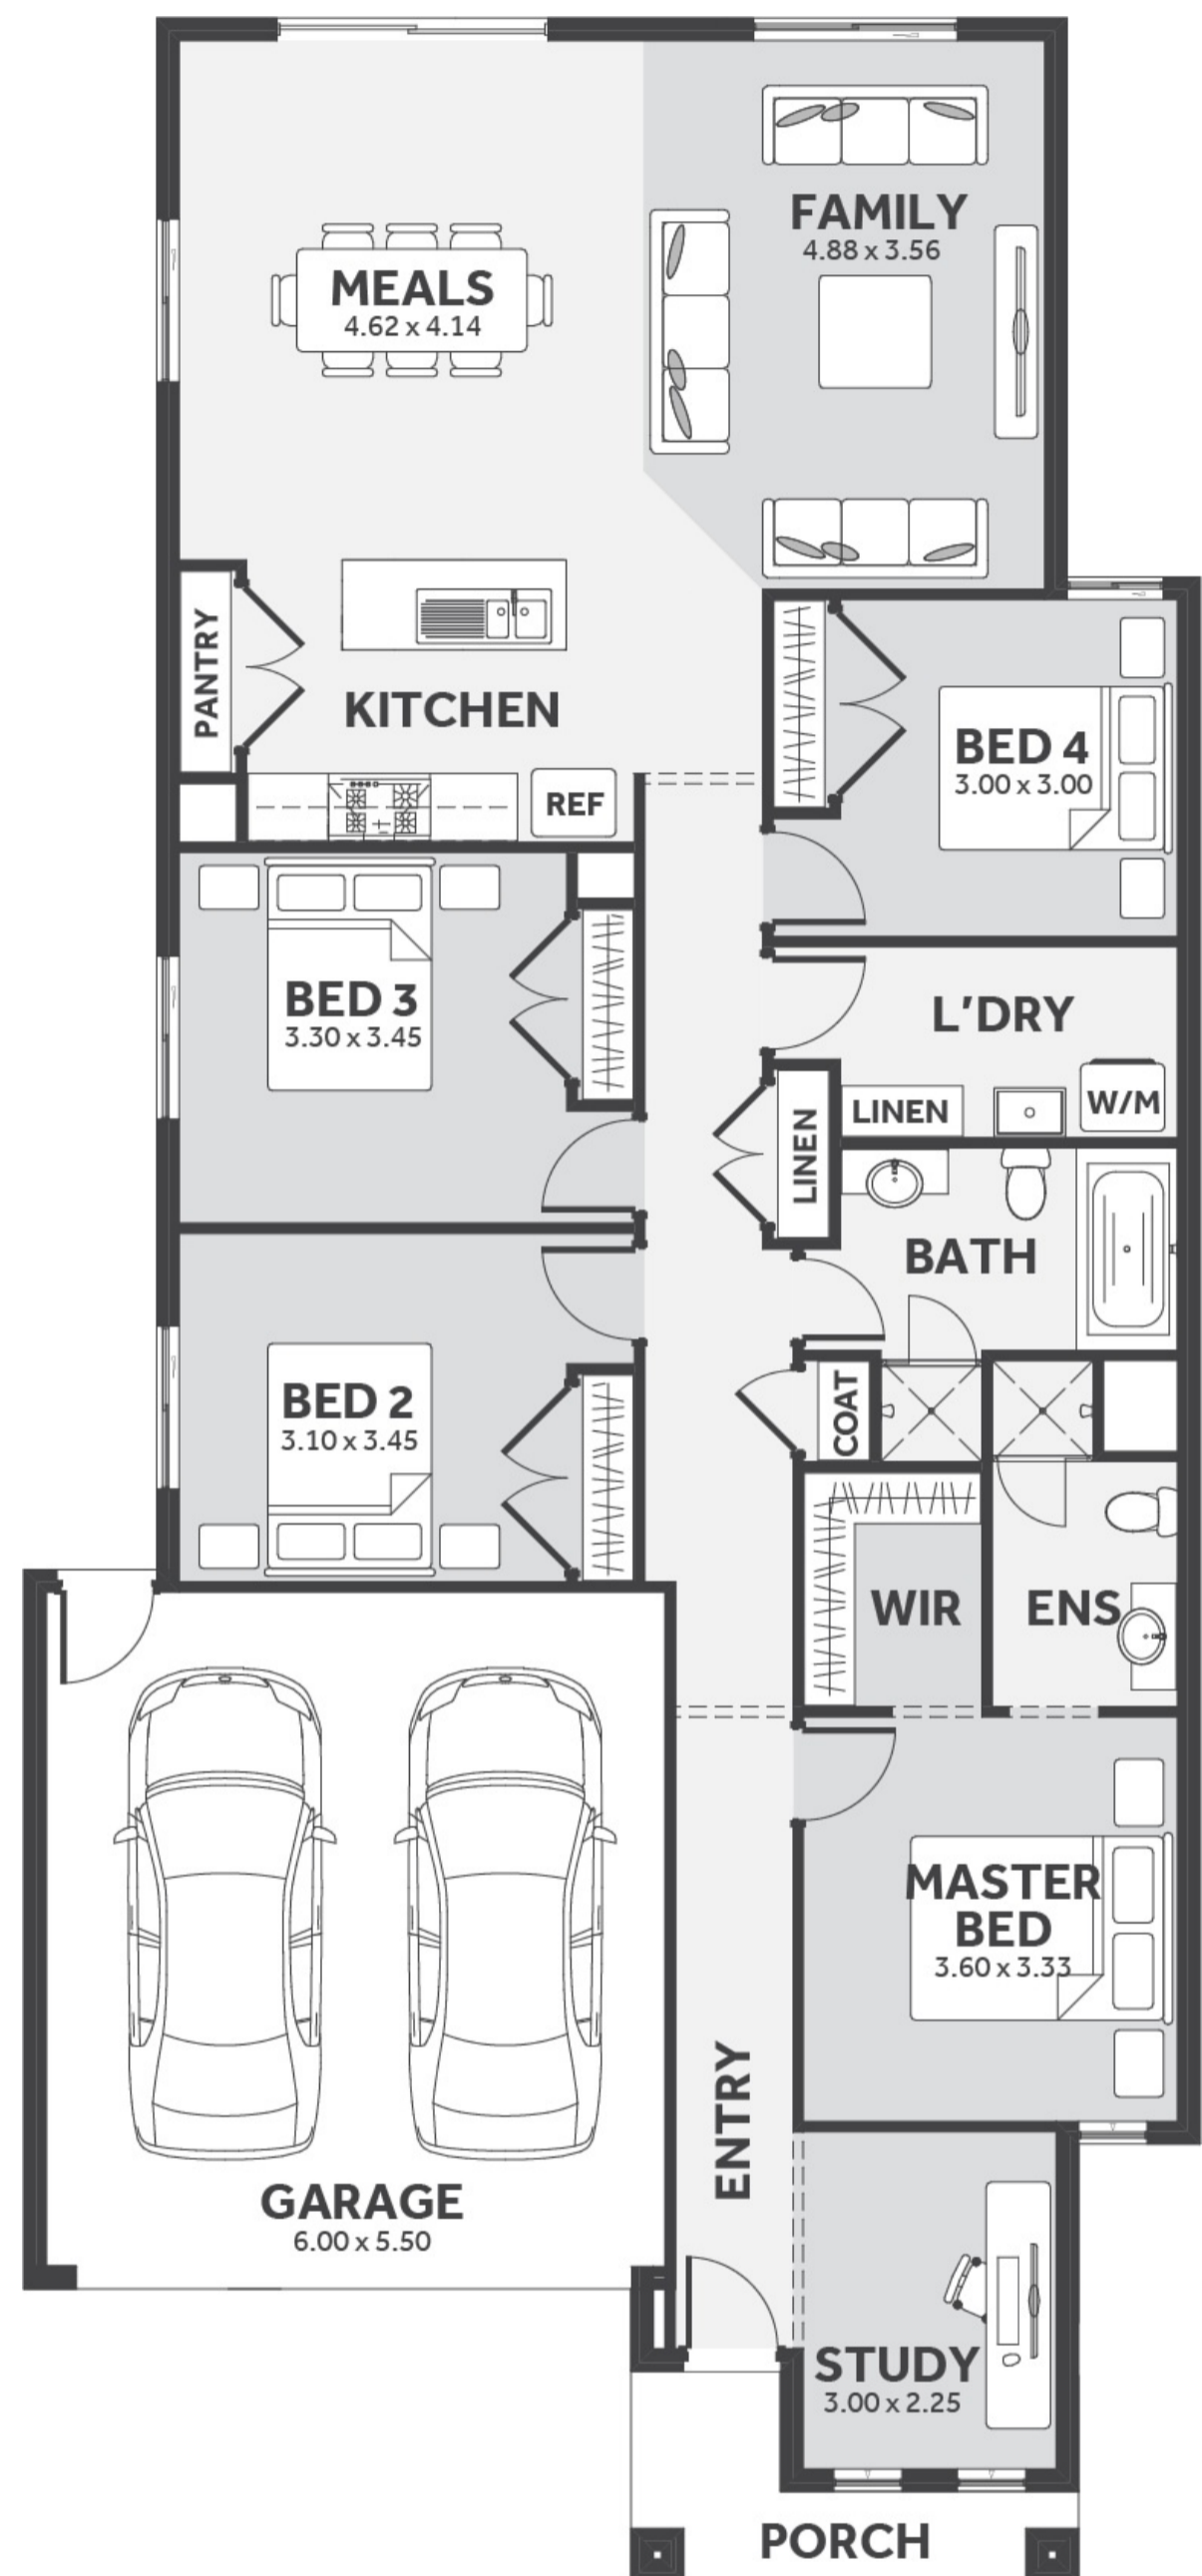 FAMILY
4.88 x 3.56
MEALS
4.62 x 4.14
PANTRY
KITCHEN
REF
BED 4
3.00 x 3.00
BED 3
3.30 x 3.45
L'DRY
LINEN
W/M
LINEN
BATH
BED 2
3.10 x 3.45
COAT
WIR
ENS
MASTER
BED
3.60 x 3.33
ENTRY
GARAGE
6.00 x 5.50
STUDY
3.00 x 2.25
PORCH